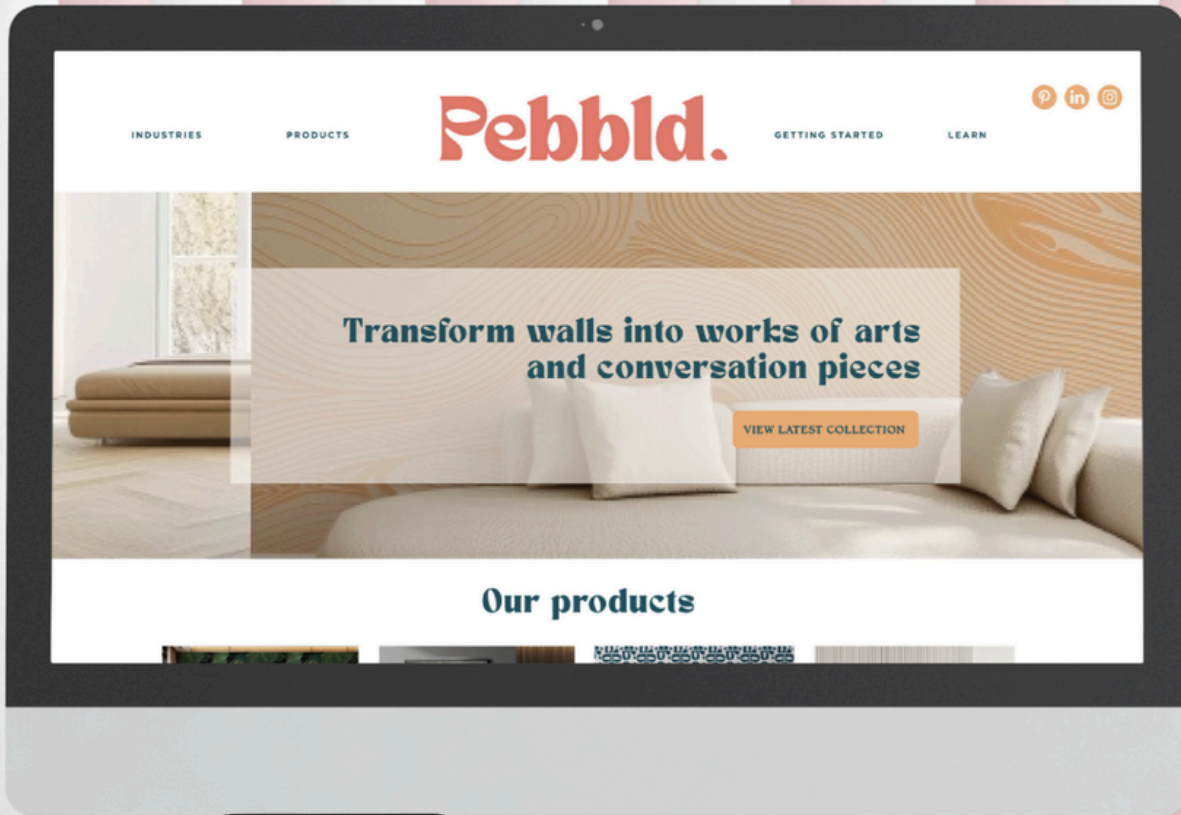 INDUSTRIES
PRODUCTS
Pebbld.
GETTING STARTED
LEARN
in
Transform walls into works of arts
and conversation pieces
VIEW LATEST COLLECTION
Our products